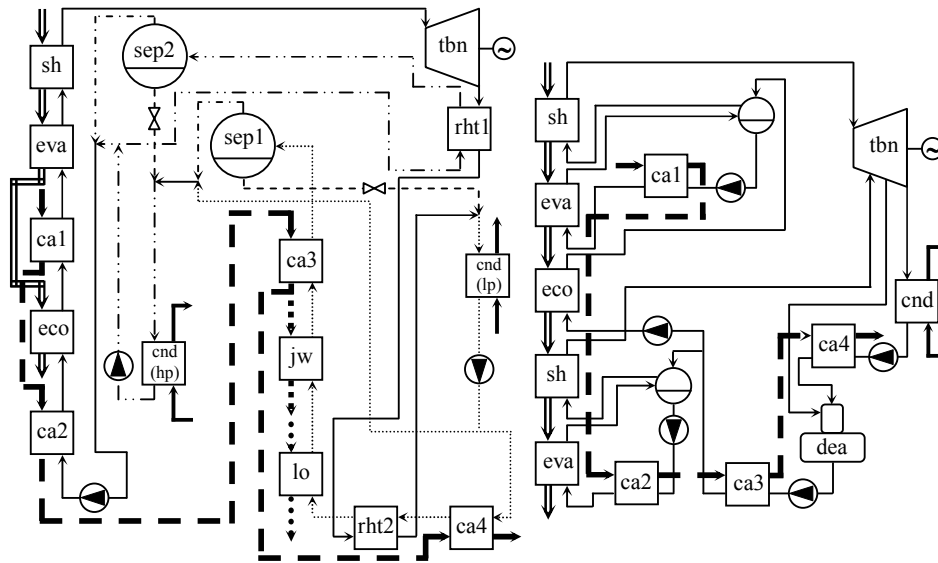 sh
eva
ca1
eco
ca2
sep2
sep1
cnd
(hp)
tbn
rht1
ca3
jw
lo
cnd
(lp)
rht2
ca4
~
sh
eva
eco
sh
eva
ca1
ca2
ca3
ca4
dea
tbn
cnd
~